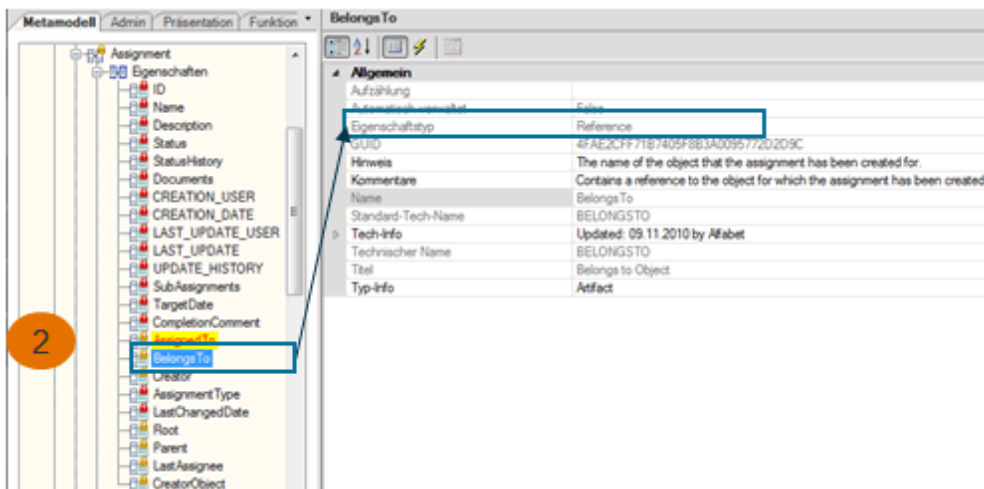 Metamodell Admin Präsentation Funktion
Assignment
Eigenschaften
ID
Name
Description
Status
StatusHistory
Documents
CREATION_USER
CREATION_DATE
LAST_UPDATE_USER
LAST_UPDATE
UPDATE_HISTORY
SubAssignments
TargetDate
CompletionComment
AssignedTo
BelongsTo
Creator
AssignmentType
LastChangedDate
Root
Parent
LastAssignee
CreatorObject
2
BelongsTo
Allgemein
Aufzählung
Automatisch verwaltet False
Eigenschaftstyp Reference
GUID 4FAE2CFF71B7405F8B3A0095772D2D9C
Hinweis The name of the object that the assignment has been created for.
Kommentare Contains a reference to the object for which the assignment has been created
Name BelongsTo
Standard-Tech-Name BELONGSTO
Tech-Info Updated: 09.11.2010 by Alfabet
Technischer Name BELONGSTO
Titel Belongs to Object
Typ-Info Artifact